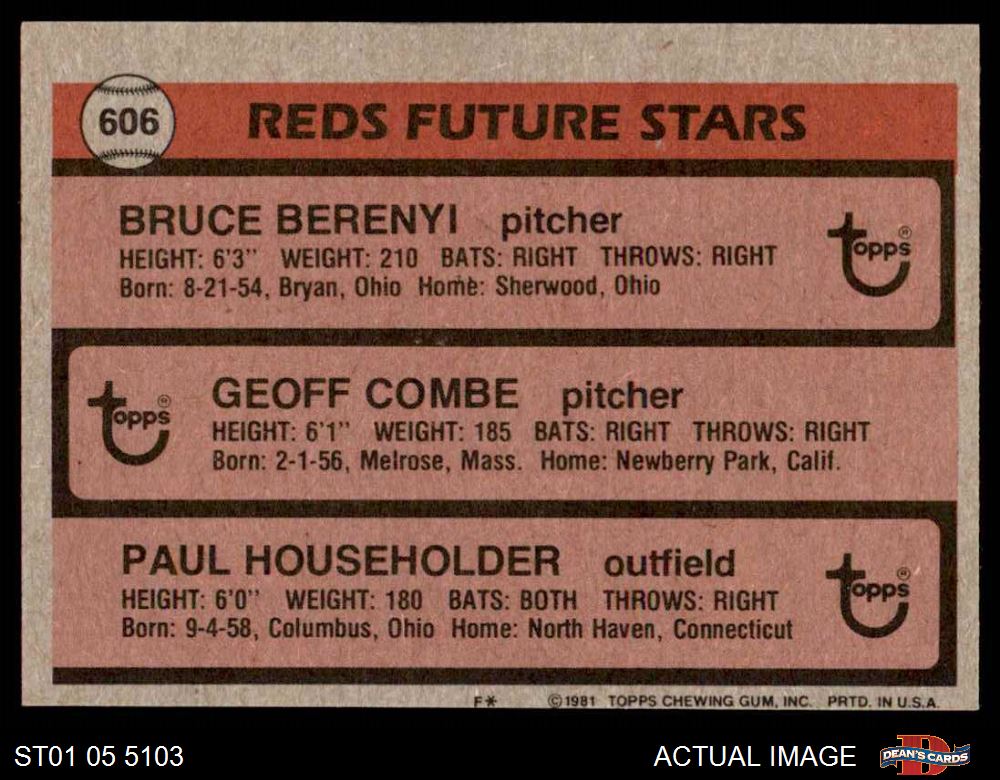 606
REDS FUTURE STARS
BRUCE BERENYI pitcher
HEIGHT: 6'3" WEIGHT: 210 BATS: RIGHT THROWS: RIGHT
Born: 8-21-54, Bryan, Ohio Home: Sherwood, Ohio
topps®
GEOFF COMBE pitcher
HEIGHT: 6'1" WEIGHT: 185 BATS: RIGHT THROWS: RIGHT
Born: 2-1-56, Melrose, Mass. Home: Newberry Park, Calif.
topps®
PAUL HOUSEHOLDER outfield
HEIGHT: 6'0" WEIGHT: 180 BATS: BOTH THROWS: RIGHT
Born: 9-4-58, Columbus, Ohio Home: North Haven, Connecticut
topps®
F* ©1981 TOPPS CHEWING GUM, INC. PRTD. IN U.S.A.
ST01 05 5103 ACTUAL IMAGE DEAN'S CARDS